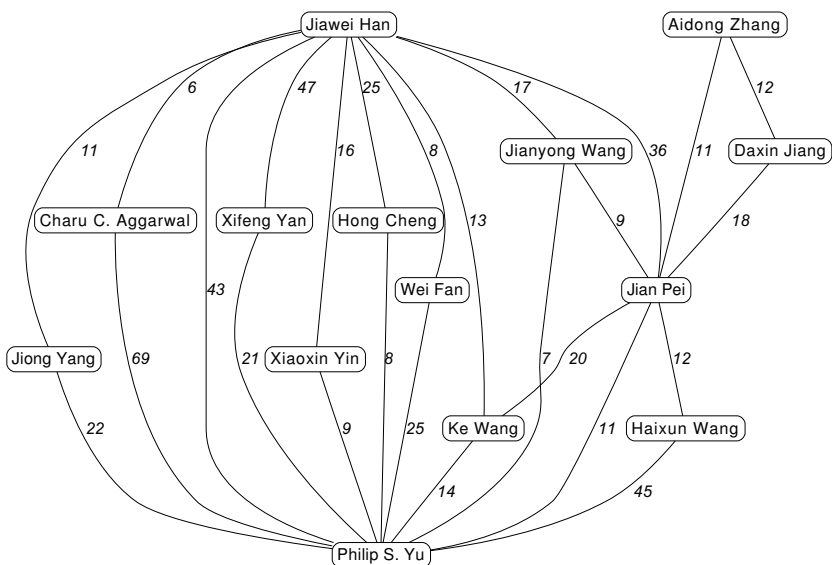 Jiawei Han
Aidong Zhang
6
47
25
17
12
11
16
8
Jianyong Wang
36
11
Daxin Jiang
Charu C. Aggarwal
Xifeng Yan
Hong Cheng
13
9
18
43
Wei Fan
Jian Pei
Jiong Yang
69
21
Xiaoxin Yin
8
7
20
12
22
9
25
Ke Wang
11
Haixun Wang
14
45
Philip S. Yu